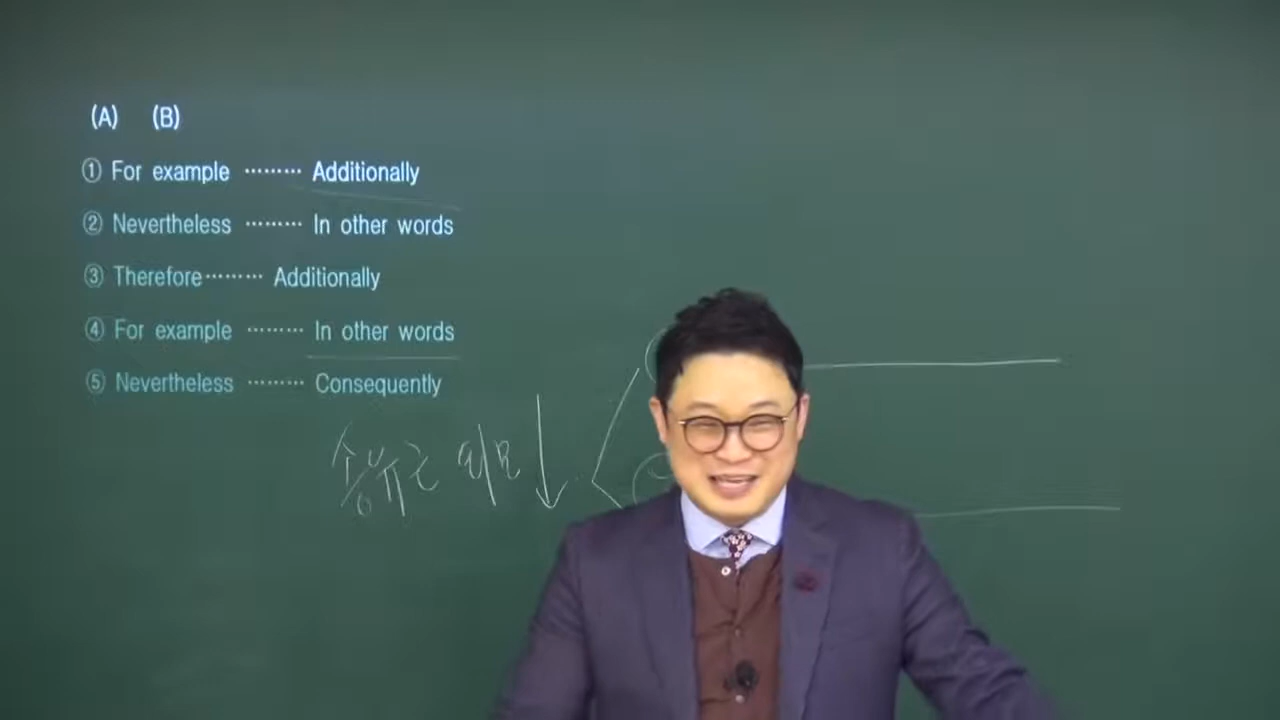 (A) (B)
① For example ⋯⋯⋯ Additionally
② Nevertheless ⋯⋯⋯ In other words
③ Therefore⋯⋯⋯ Additionally
④ For example ⋯⋯⋯ In other words
⑤ Nevertheless ⋯⋯⋯ Consequently